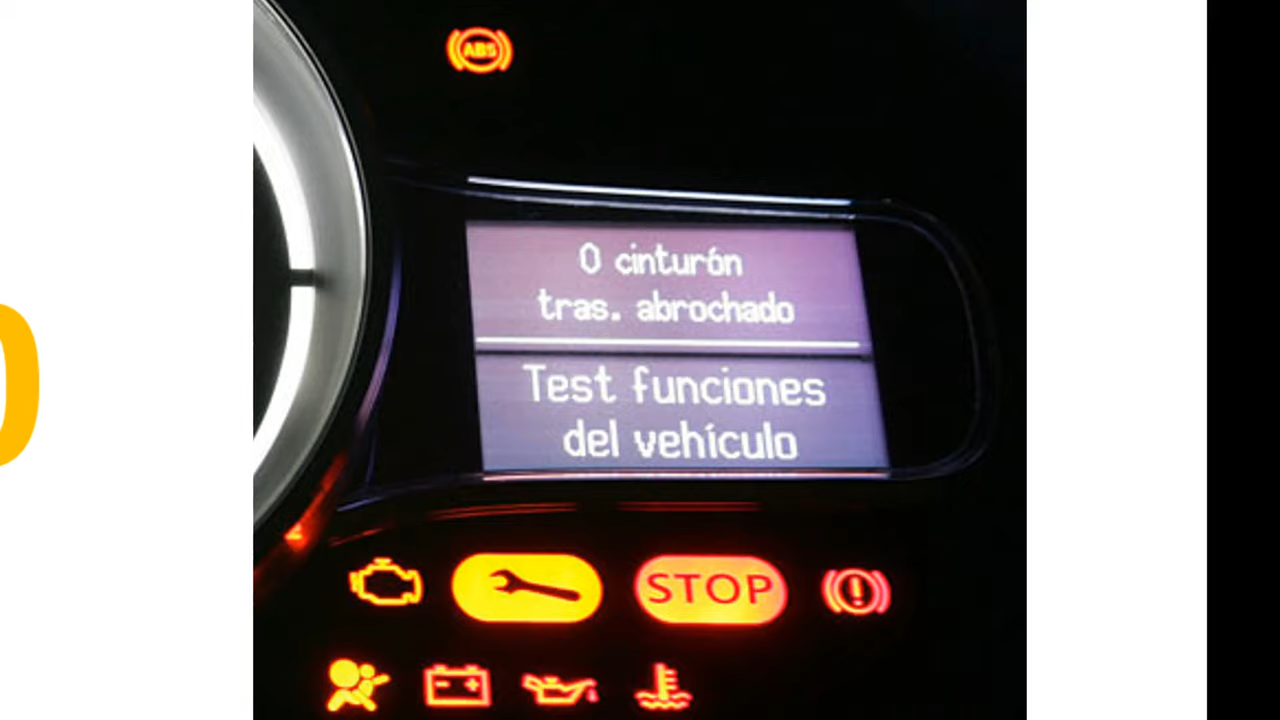 ABS
0 cinturón
tras. abrochado
Test funciones
del vehículo
STOP